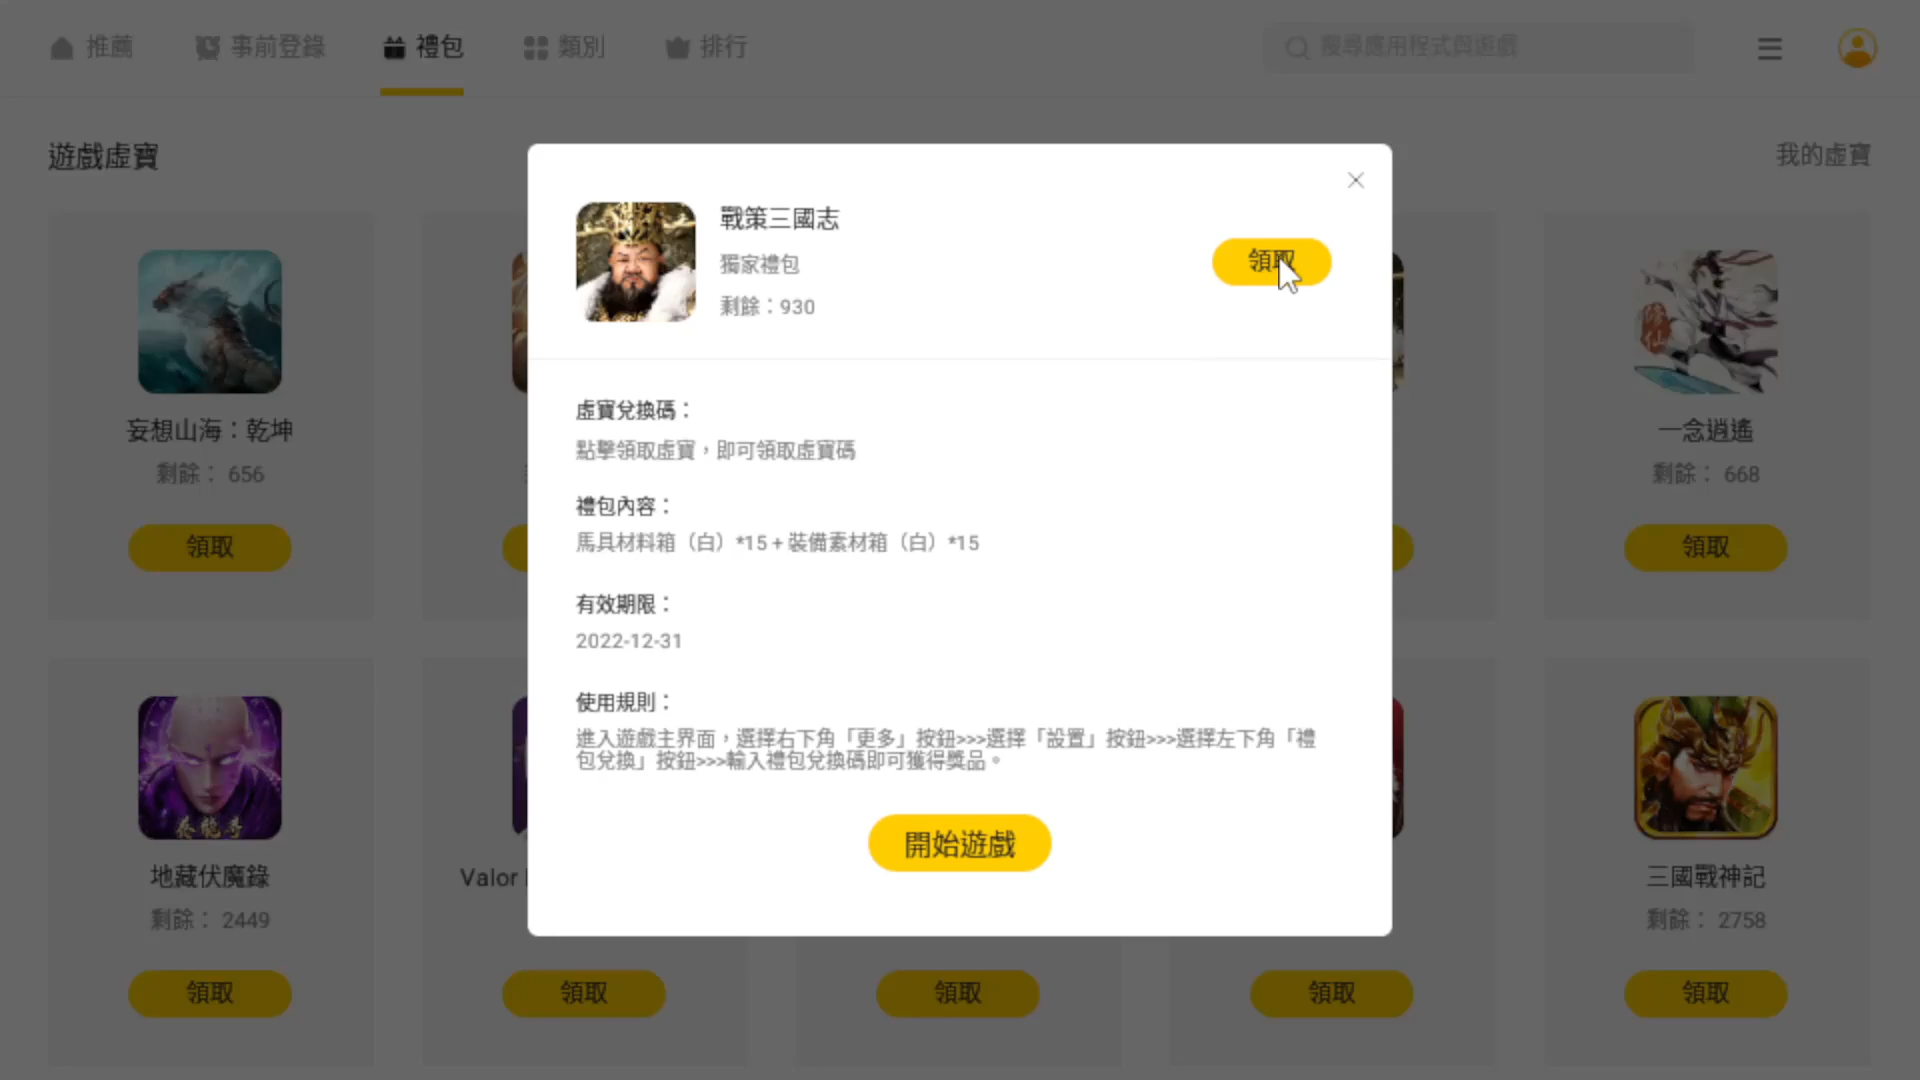 推薦
事前登錄
禮包
類別
排行
搜尋應用程式與遊戲
遊戲虛寶
我的虛寶
戰策三國志
獨家禮包
剩餘：930
領取
虛寶兌換碼：
點擊領取虛寶，即可領取虛寶碼
禮包內容：
馬具材料箱（白）*15 + 裝備素材箱（白）*15
有效期限：
2022-12-31
使用規則：
進入遊戲主界面，選擇右下角「更多」按鈕>>>選擇「設置」按鈕>>>選擇左下角「禮
包兌換」按鈕>>>輸入禮包兌換碼即可獲得獎品。
開始遊戲
妄想山海：乾坤
剩餘： 656
領取
一念逍遙
剩餘： 668
領取
地藏伏魔錄
剩餘： 2449
領取
Valor
領取
領取
領取
三國戰神記
剩餘： 2758
領取